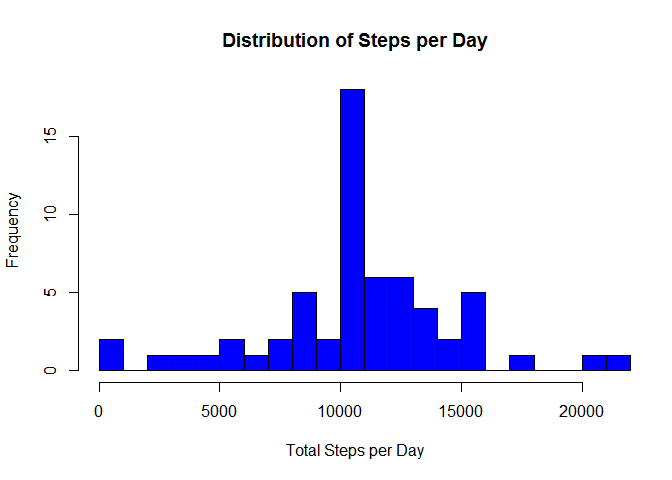 Distribution of Steps per Day
Frequency
15
10
5
0
0 5000 10000 15000 20000
Total Steps per Day